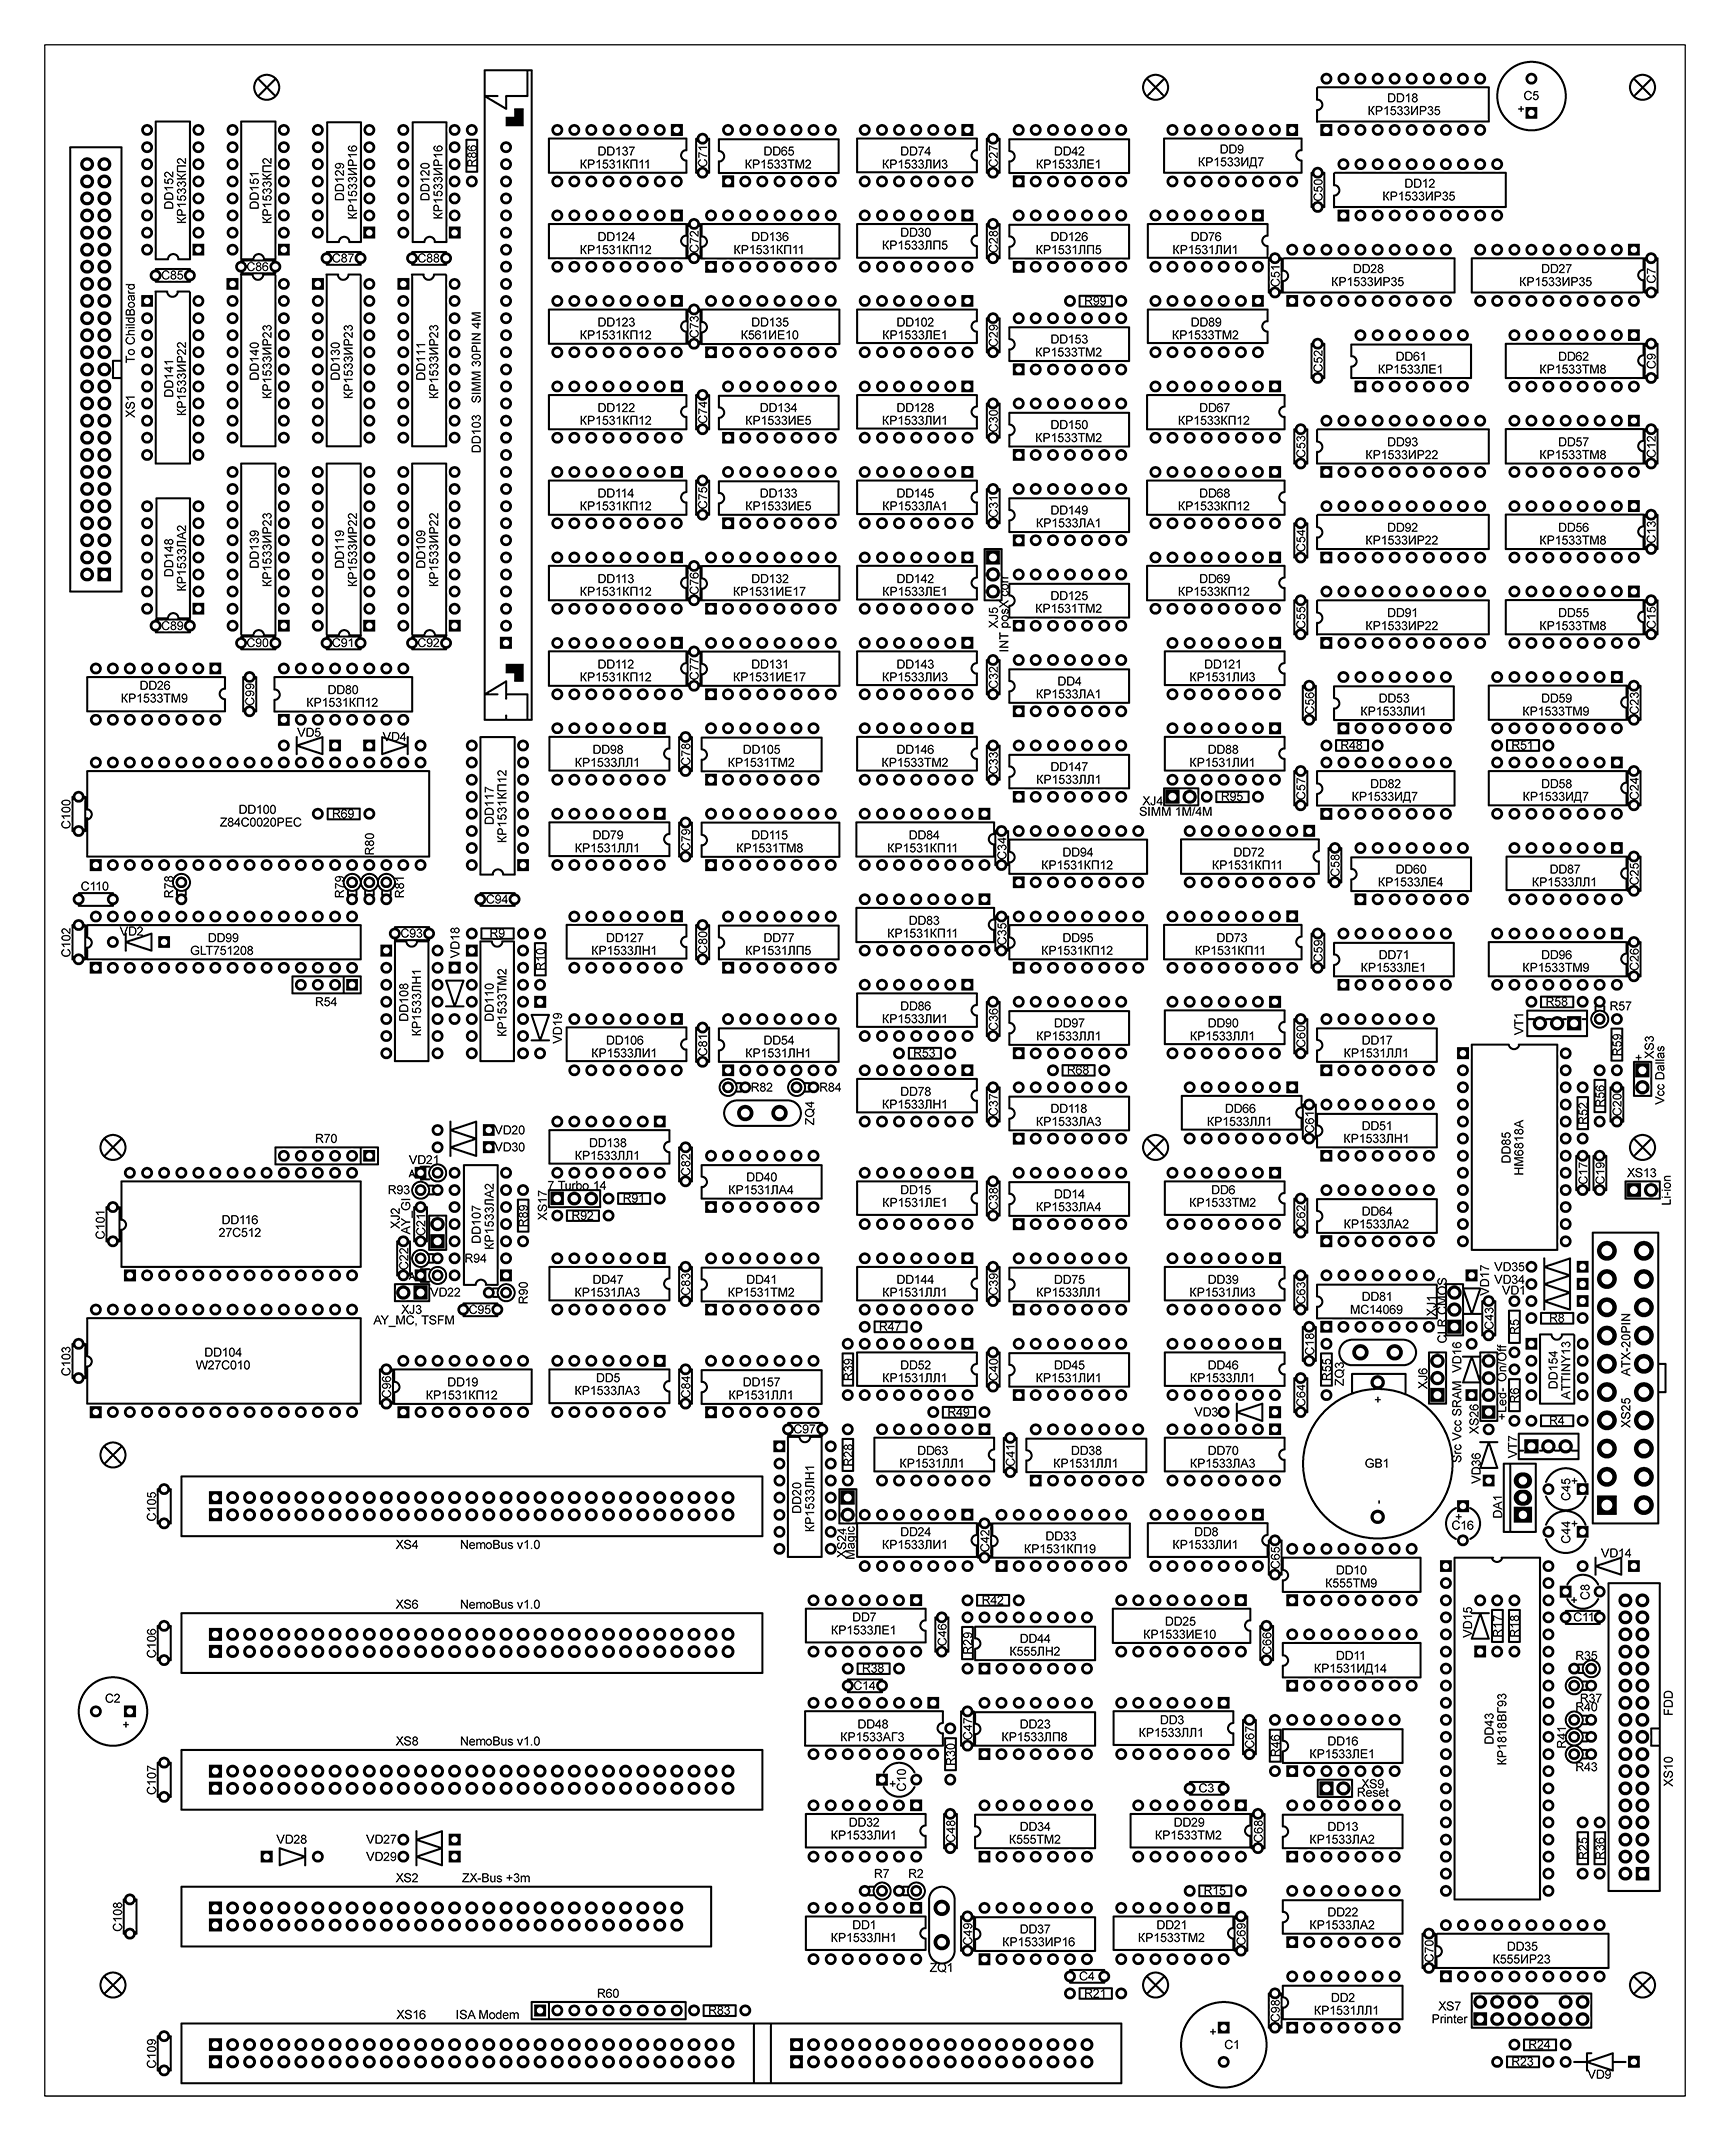 DD18
КР1533ИР35
C5
+
DD152
КР1533КП2
DD151
КР1533КП2
DD129
КР1533ИР16
DD120
КР1533ИР16
R86
DD137
КР1531КП11
C71
DD65
КР1533ТМ2
DD74
КР1533ЛИ3
C27
DD42
КР1533ЛЕ1
DD9
КР1533ИД7
C50
DD12
КР1533ИР35
DD124
КР1531КП12
C72
DD136
КР1531КП11
DD30
КР1533ЛП5
C28
DD126
КР1531ЛП5
DD76
КР1531ЛИ1
C85
C86
C87
C88
C51
DD28
КР1533ИР35
DD27
КР1533ИР35
C7
XS1
To ChildBoard
DD141
КР1533ИР22
DD140
КР1533ИР23
DD130
КР1533ИР23
DD111
КР1533ИР23
DD103
SIMM 30PIN 4M
DD123
КР1531КП12
C73
DD135
К561ИЕ10
DD102
КР1533ЛЕ1
C29
R99
DD153
КР1533ТМ2
DD89
КР1533ТМ2
C52
DD61
КР1533ЛЕ1
DD62
КР1533ТМ8
C9
DD122
КР1531КП12
C74
DD134
КР1533ИЕ5
DD128
КР1531ЛИ1
C30
DD150
КР1533ТМ2
DD67
КР1533КП12
C53
DD93
КР1533ИР22
DD57
КР1533ТМ8
C12
DD114
КР1531КП12
C75
DD133
КР1533ИЕ5
DD145
КР1533ЛА1
C31
DD149
КР1533ЛА1
DD68
КР1533КП12
C54
DD92
КР1533ИР22
DD56
КР1533ТМ8
C13
DD148
КР1533ЛА2
DD139
КР1533ИР23
DD119
КР1533ИР22
DD109
КР1533ИР22
DD113
КР1531КП12
C76
DD132
КР1531ИЕ17
DD142
КР1533ЛЕ1
XJ5
INT posX con
DD125
КР1531ТМ2
DD69
КР1533КП12
C55
DD91
КР1533ИР22
DD55
КР1533ТМ8
C15
C89
C90
C91
C92
DD112
КР1531КП12
C77
DD131
КР1531ИЕ17
DD143
КР1533ЛИ3
C32
DD4
КР1533ЛА1
DD121
КР1531ЛИ3
C56
DD53
КР1533ЛИ1
DD59
КР1533ТМ9
C23
DD26
КР1533ТМ9
C99
DD80
КР1531КП12
VD5
VD4
DD98
КР1533ЛЛ1
C78
DD105
КР1531ТМ2
DD146
КР1533ТМ2
C33
DD147
КР1533ЛЛ1
DD88
КР1531ЛИ1
R48
R51
C57
DD82
КР1533ИД7
DD58
КР1533ИД7
C24
XJ4
SIMM 1M/4M
R95
C100
DD100
Z84C0020PEC
R69
R80
DD117
КР1531КП12
DD79
КР1531ЛЛ1
C79
DD115
КР1531ТМ8
DD84
КР1531КП11
C34
DD94
КР1531КП12
DD72
КР1531КП11
C58
DD60
КР1533ЛЕ4
DD87
КР1533ЛЛ1
C25
C110
R78
R79
R81
C94
C102
VD2
DD99
GLT751208
R54
C93
DD108
КР1533ЛН1
VD18
R9
DD110
КР1533ТМ2
R10
VD19
DD127
КР1533ЛН1
C80
DD77
КР1531ЛП5
DD83
КР1531КП11
C35
DD95
КР1531КП12
DD73
КР1531КП11
C59
DD71
КР1531ЛЕ1
DD96
КР1533ТМ9
C26
DD106
КР1533ЛИ1
C81
DD54
КР1531ЛН1
DD86
КР1533ЛИ1
C36
R53
DD97
КР1533ЛЛ1
R68
DD90
КР1533ЛЛ1
C60
DD17
КР1531ЛЛ1
VT1
R58
R57
R59
XS3
+
Vcc Dallas
R82
R84
ZQ4
DD78
КР1533ЛН1
C37
DD118
КР1533ЛА3
DD66
КР1533ЛЛ1
C61
DD51
КР1533ЛН1
DD85
HM6818A
R52
R56
C20
R70
VD20
VD30
VD21
DD138
КР1533ЛЛ1
C82
DD40
КР1531ЛА4
DD15
КР1531ЛЕ1
C38
DD14
КР1533ЛА3
DD6
КР1533ТМ2
C62
DD64
КР1533ЛА2
C17
C19
XS13
Li-ion
C101
DD116
27C512
R93
XJ2
AY_GI
C21
C22
DD107
КР1533ЛА2
R89
R94
VD22
R90
XJ3
AY_MC, TSFM
C95
7 Turbo 14
XS17
R91
R92
DD47
КР1531ЛА3
C83
DD41
КР1531ТМ2
DD144
КР1531ЛЛ1
C39
DD75
КР1531ЛЛ1
DD39
КР1533ЛИ1
C63
DD81
MC14069
XJ1
CLR CMOS
VD17
C43
VD35
VD34
VD1
R8
R5
C103
DD104
W27C010
C96
DD19
КР1531КП12
DD5
КР1533ЛА3
C84
DD157
КР1531ЛЛ1
R47
R39
DD52
КР1531ЛЛ1
C40
DD45
КР1531ЛИ1
DD46
КР1533ЛЛ1
C18
C64
R55
ZQ3
XJ6
Src Vcc SRAM
VD16
XS26
+Led-  On/Off
R6
DD154
ATTINY13
R4
XS25
ATX-20PIN
R49
VD3
C97
DD20
КР1533ЛН1
R28
DD63
КР1531ЛЛ1
C41
DD38
КР1531ЛЛ1
DD70
КР1533ЛА3
+
GB1
-
VD36
VT7
DA1
C45
+
C44
+
C16
+
C105
XS4
NemoBus v1.0
XS24
Magic
DD24
КР1533ЛИ1
C42
DD33
КР1531КП19
DD8
КР1533ЛИ1
C65
DD10
К555ТМ9
VD14
C8
+
C11
C106
XS6
NemoBus v1.0
DD7
КР1533ЛЕ1
C46
R42
R29
DD44
К555ЛН2
DD25
КР1533ИЕ10
C66
DD11
КР1531ИД14
VD15
R17
R18
R38
C14
C2
+
DD48
КР1533АГ3
R30
C47
DD23
КР1533ЛП8
DD3
КР1533ЛЛ1
C67
R46
DD16
КР1533ЛЕ1
DD43
КР1818ВГ93
R35
R37
R40
R41
R43
FDD
XS10
C107
XS8
NemoBus v1.0
C10
+
C3
XS9
Reset
VD28
VD27
VD29
DD32
КР1533ЛИ1
C48
DD34
К555ТМ2
DD29
КР1533ТМ2
C68
DD13
КР1533ЛА2
R25
R36
XS2
ZX-Bus +3m
C108
R7
R2
DD1
КР1533ЛН1
ZQ1
C49
DD37
КР1533ИР16
R15
DD21
КР1533ТМ2
C69
DD22
КР1533ЛА2
C70
DD35
К555ИР23
C4
R21
C98
DD2
КР1531ЛЛ1
XS7
Printer
XS16
ISA Modem
R60
R83
C109
C1
+
R24
R23
VD9